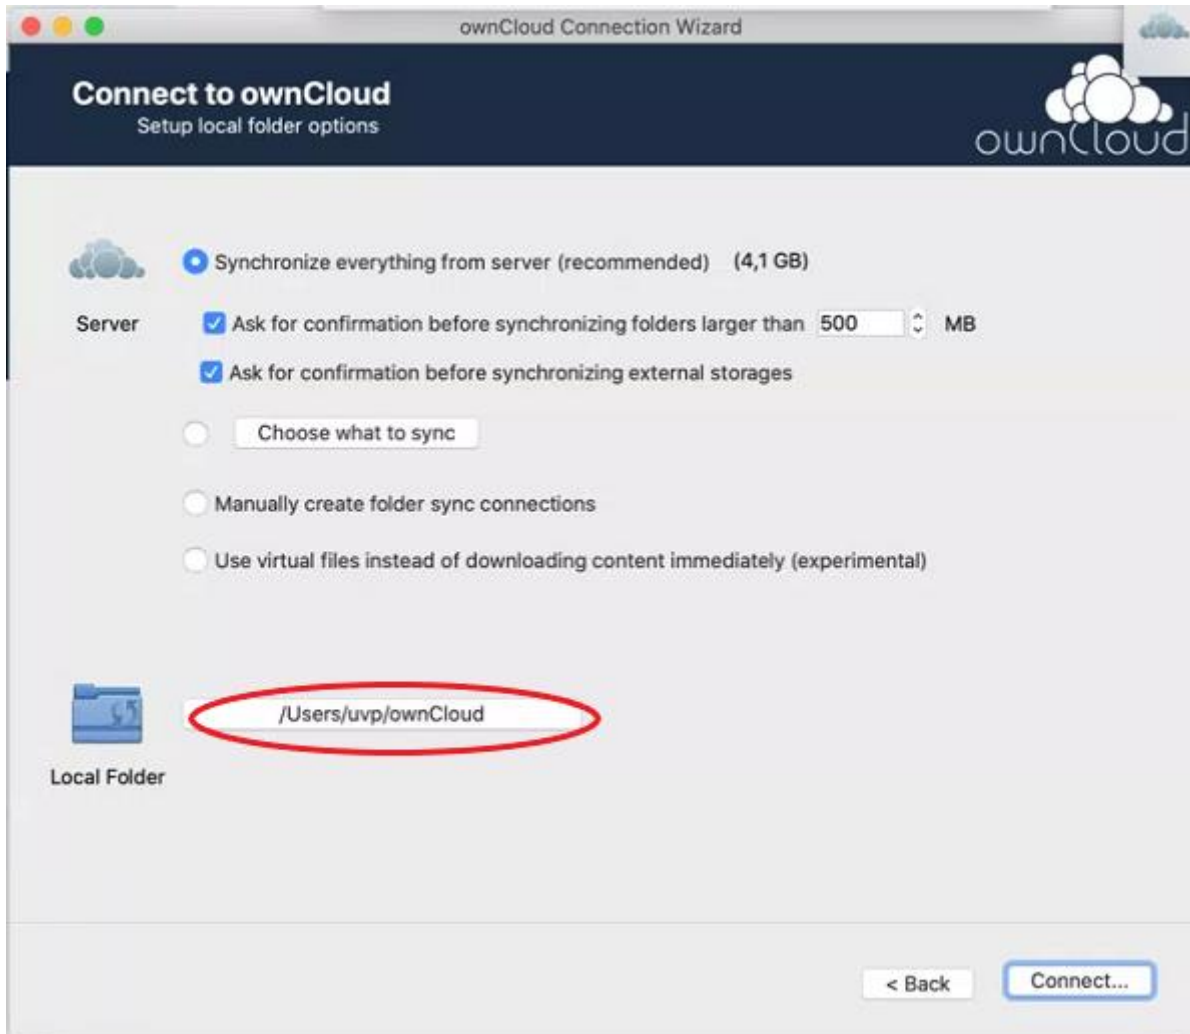 ownCloud Connection Wizard
Connect to ownCloud
Setup local folder options
ownCloud
Synchronize everything from server (recommended) (4,1 GB)
Server
Ask for confirmation before synchronizing folders larger than 500 MB
Ask for confirmation before synchronizing external storages
Choose what to sync
Manually create folder sync connections
Use virtual files instead of downloading content immediately (experimental)
/Users/uvp/ownCloud
Local Folder
< Back
Connect...